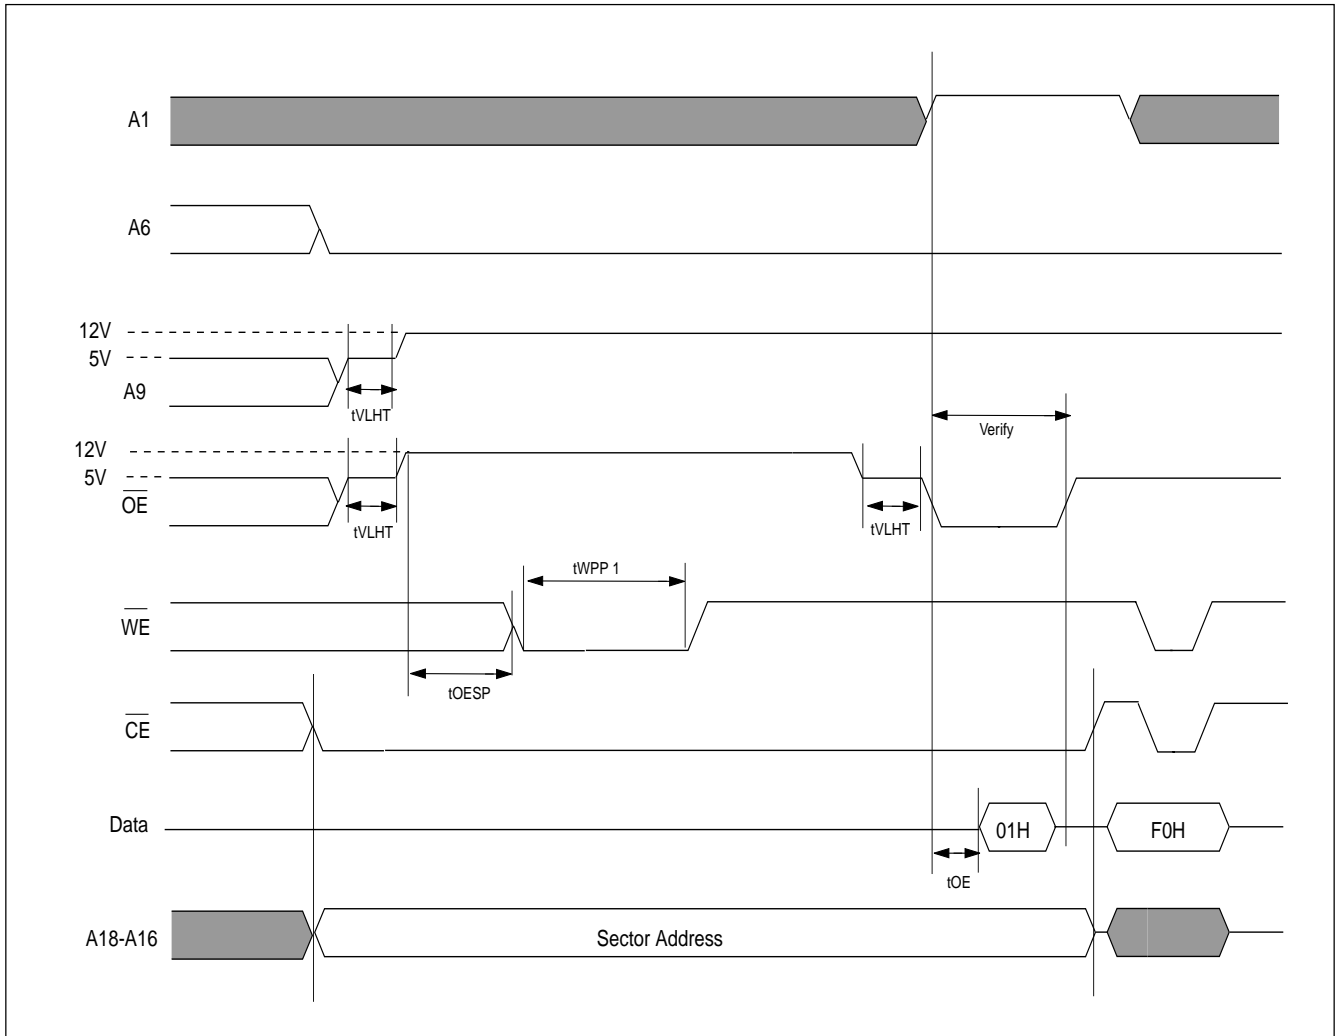 A1
A6
12V
5V
A9
tVLHT
Verify
12V
5V
OE
tVLHT
tVLHT
tWPP 1
WE
tOESP
CE
Data
01H
F0H
tOE
A18-A16
Sector Address